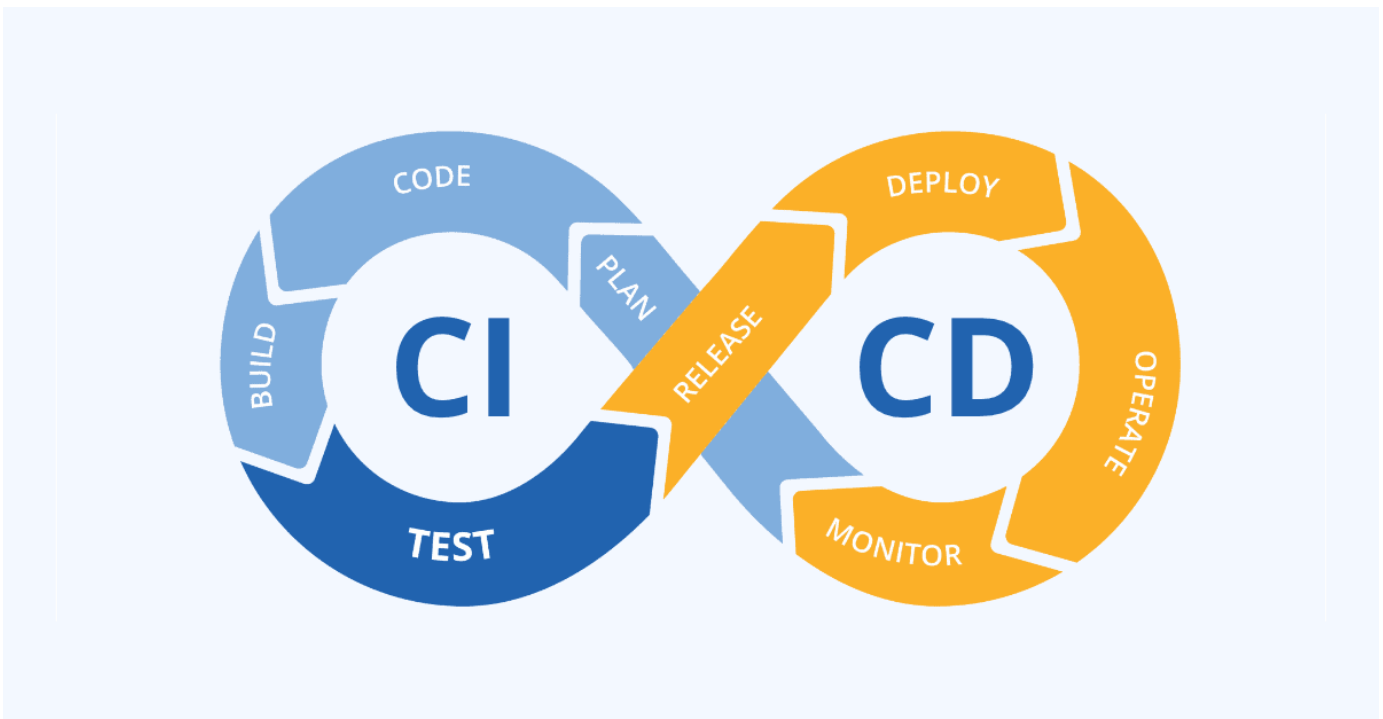 CODE
DEPLOY
PLAN
BUILD
CI
RELEASE
CD
OPERATE
TEST
MONITOR